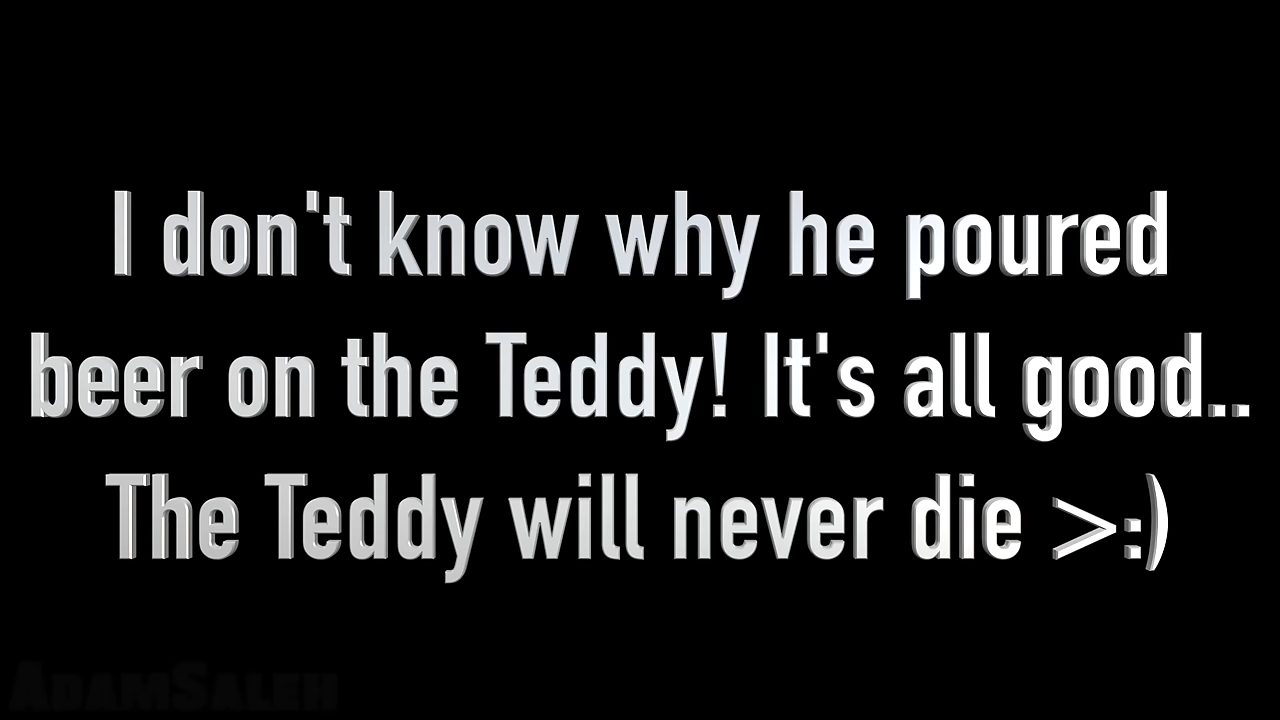 I don't know why he poured
beer on the Teddy! It's all good..
The Teddy will never die >:)
AdamSaleh